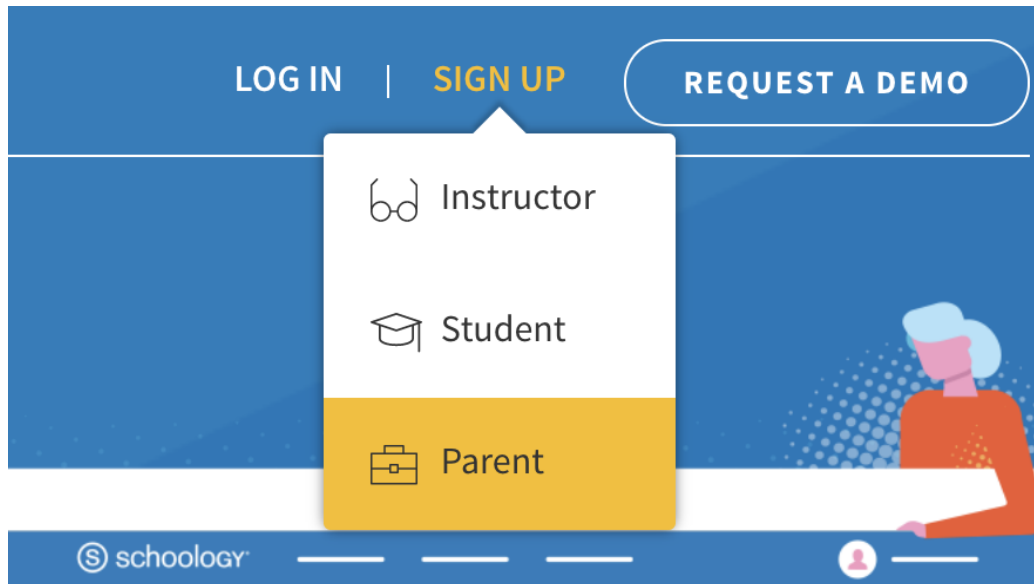 LOG IN | SIGN UP REQUEST A DEMO
Instructor
Student
Parent
schoology